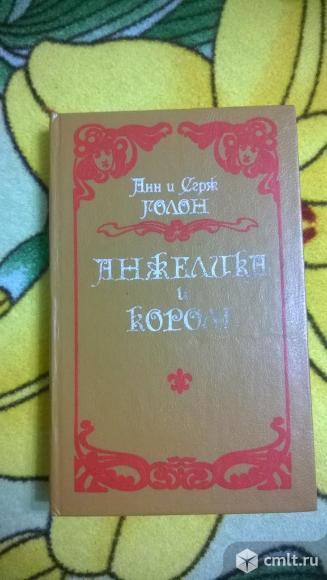 Анн и Серж
ГОЛОН
АНЖЕЛИКА
И
КОРОЛЬ
cmlt.ru